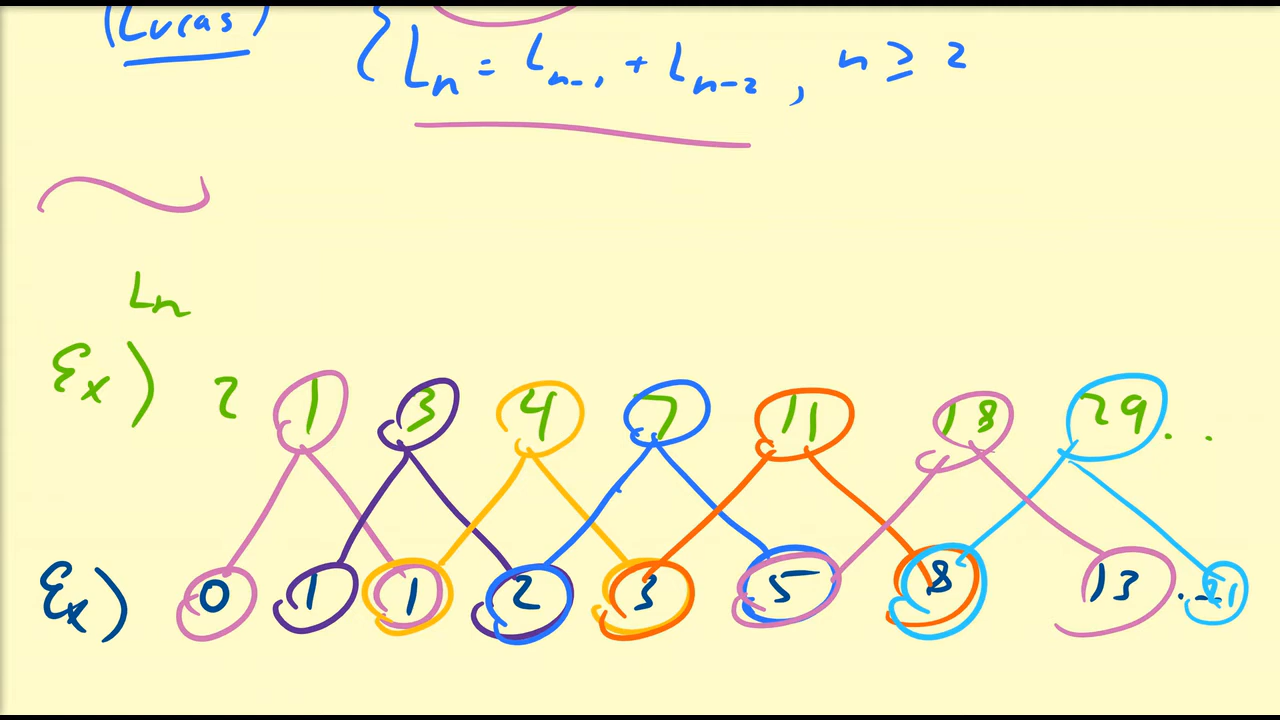 (Lucas)
{ Lₙ = Lₙ₋₁ + Lₙ₋₂ , n ≥ 2
Lₙ
Ex) 2 1 3 4 7 11 18 29 . .
Ex) 0 1 1 2 3 5 8 13 . . . 21